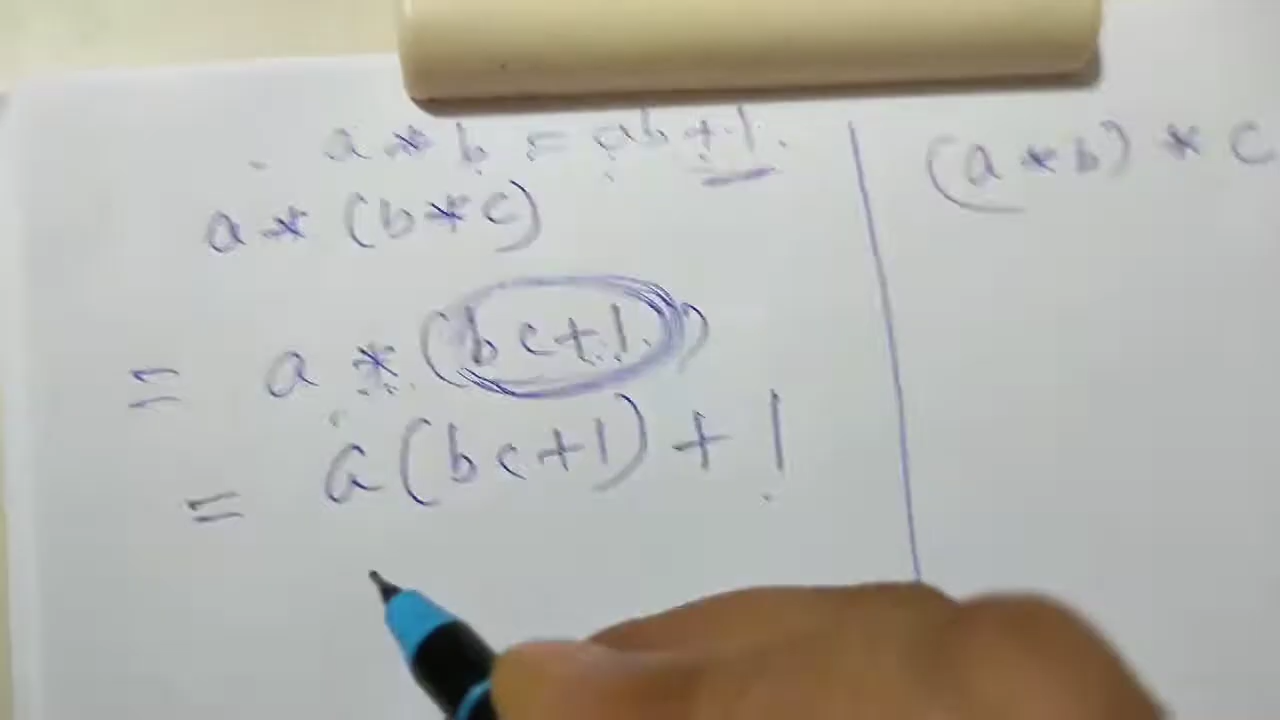 a * b = ab + 1.
a * (b * c)
= a * (bc+1)
= a(bc+1) + 1
(a * b) * c